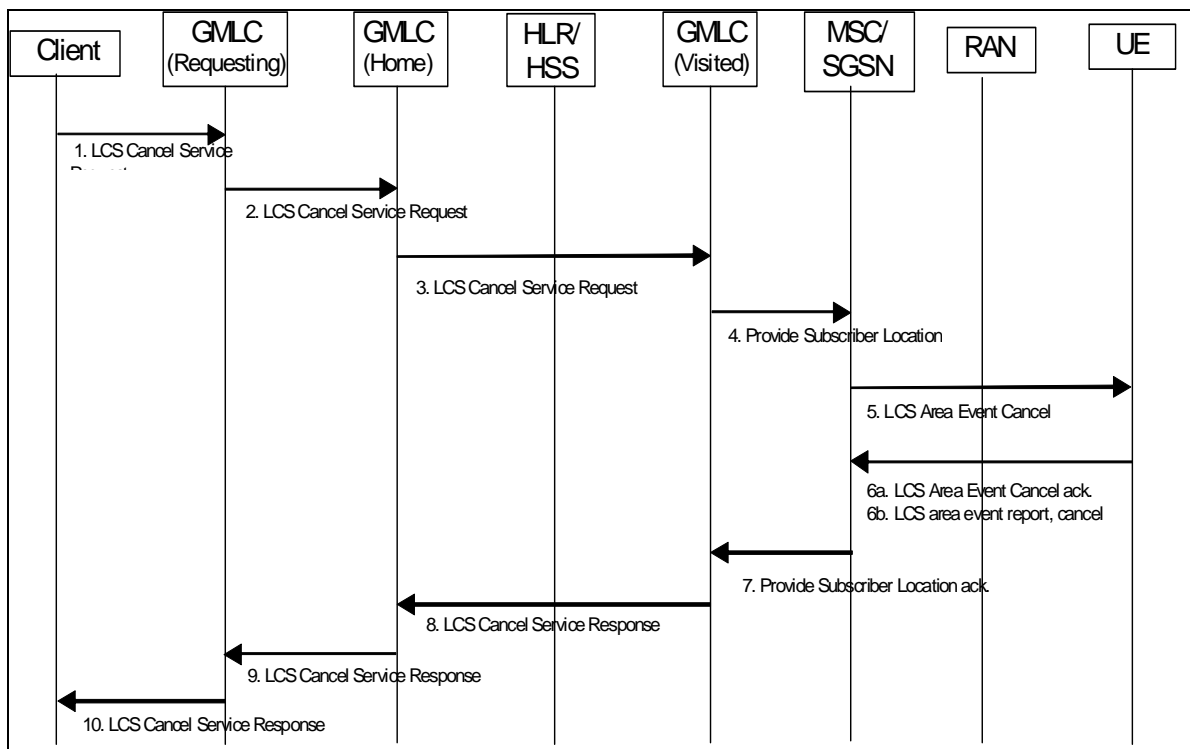 Client
GMLC
(Requesting)
GMLC
(Home)
HLR/
HSS
GMLC
(Visited)
MSC/
SGSN
RAN
UE
1. LCS Cancel Service
2. LCS Cancel Service Request
3. LCS Cancel Service Request
4. Provide Subscriber Location
5. LCS Area Event Cancel
6a. LCS Area Event Cancel ack.
6b. LCS area event report, cancel
7. Provide Subscriber Location ack.
8. LCS Cancel Service Response
9. LCS Cancel Service Response
10. LCS Cancel Service Response